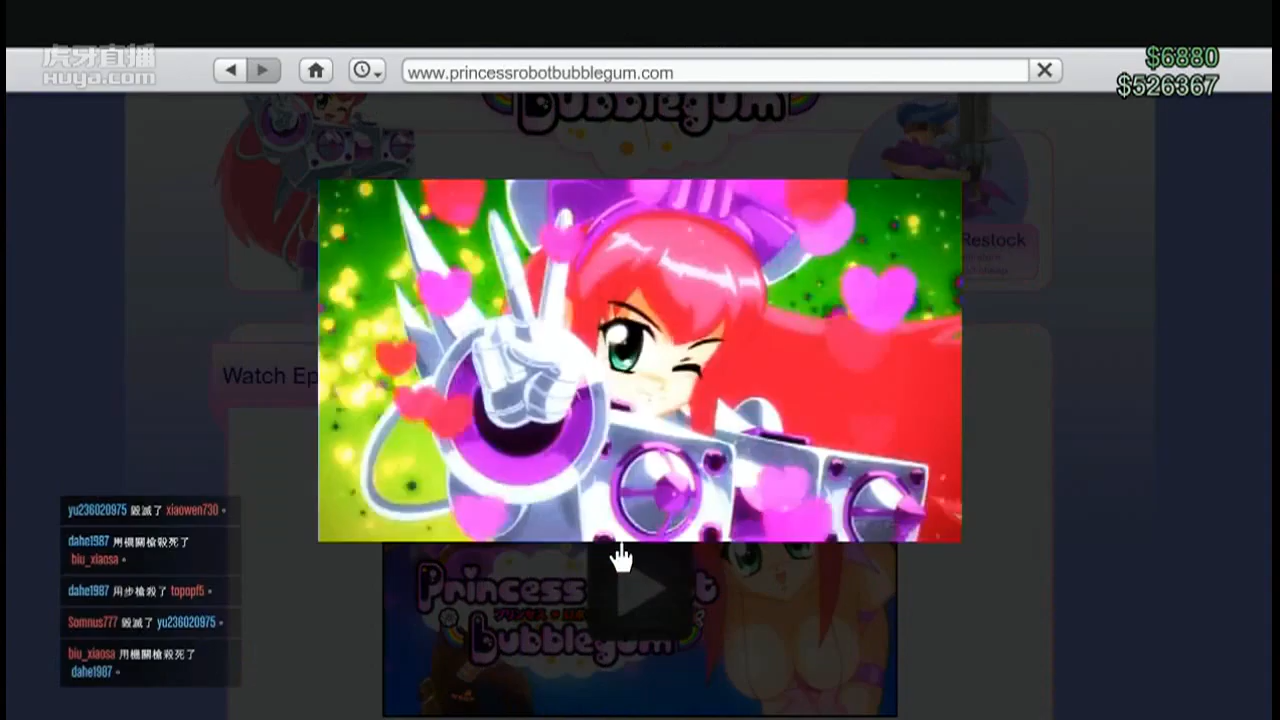 虎牙直播
Huya.com
www.princessrobotbubblegum.com
$6880
$526367
Bubblegum
Restock
Watch Ep
yu236020975 毀滅了 xiaowen730。
dahe1987 用機關槍殺死了
biu_xiaosa。
dahe1987 用步槍殺了 topopf5。
Somnus777 毀滅了 yu236020975。
biu_xiaosa 用機關槍殺死了
dahe1987。
Princess
bubblegum